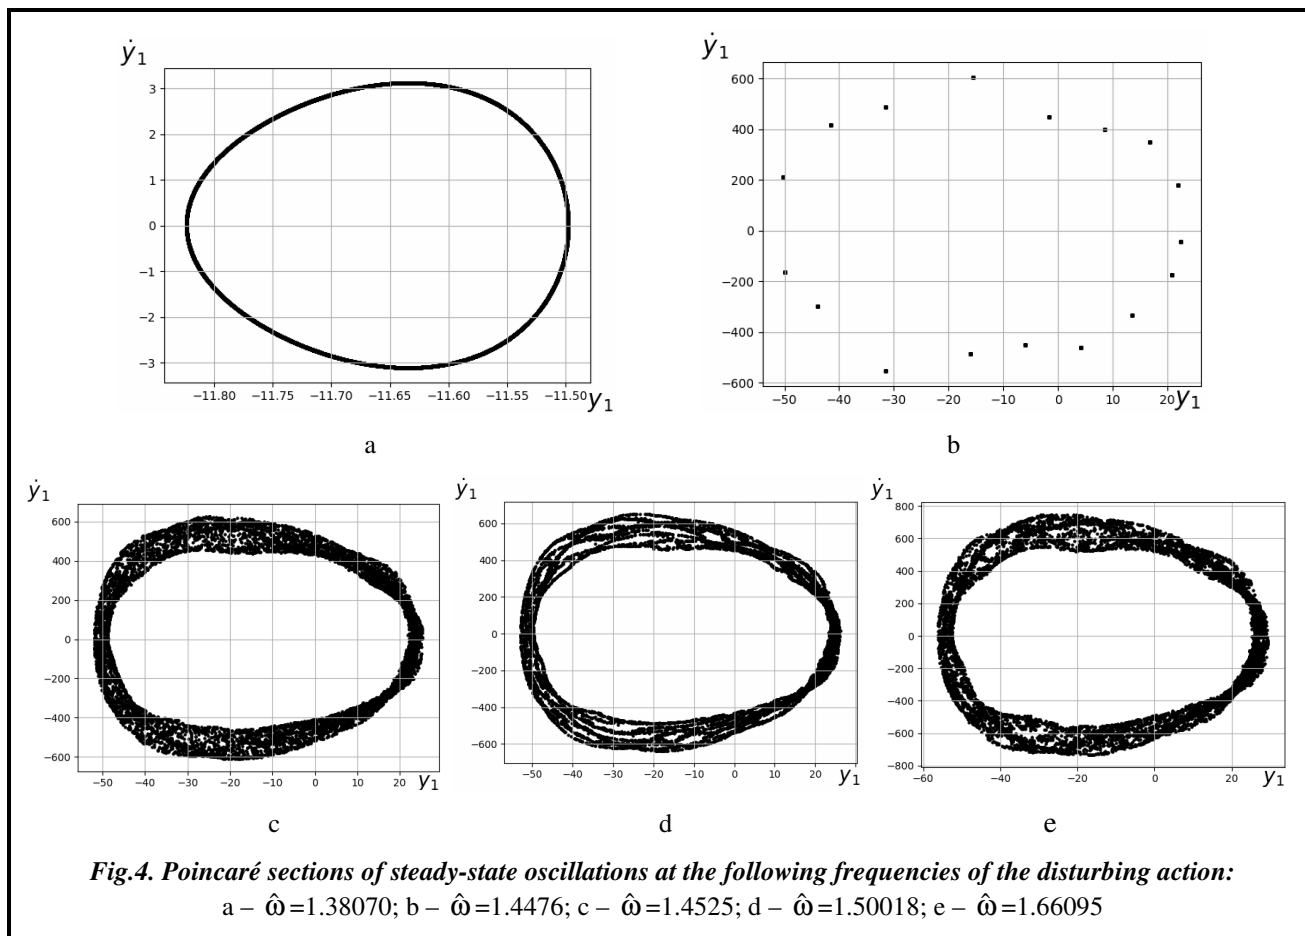 ẏ₁
3
2
1
0
−1
−2
−3
−11.80 −11.75 −11.70 −11.65 −11.60 −11.55 −11.50
y₁
a
ẏ₁
600
400
200
0
−200
−400
−600
−50 −40 −30 −20 −10 0 10 20
y₁
b
ẏ₁
600
400
200
0
−200
−400
−600
−50 −40 −30 −20 −10 0 10 20
y₁
c
ẏ₁
600
400
200
0
−200
−400
−600
−50 −40 −30 −20 −10 0 10 20 30
y₁
d
ẏ₁
800
600
400
200
0
−200
−400
−600
−800
−60 −40 −20 0 20
y₁
e
Fig.4. Poincaré sections of steady-state oscillations at the following frequencies of the disturbing action:
a – ω̂=1.38070; b – ω̂=1.4476; c – ω̂=1.4525; d – ω̂=1.50018; e – ω̂=1.66095